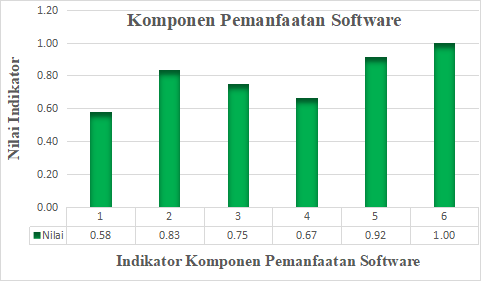 Komponen Pemanfaatan Software
Nilai Indikator
1.20
1.00
0.80
0.60
0.40
0.20
0.00
1 2 3 4 5 6
Nilai 0.58 0.83 0.75 0.67 0.92 1.00
Indikator Komponen Pemanfaatan Software